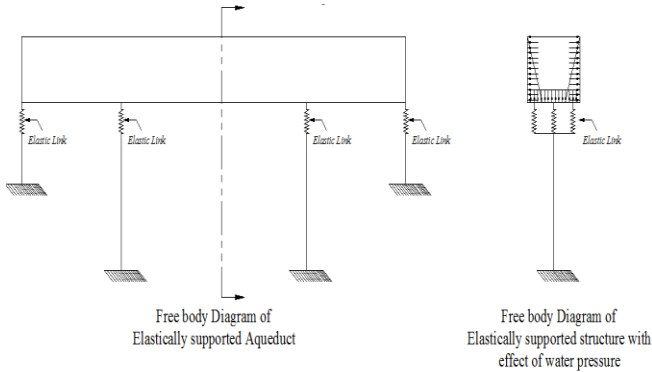 Elastic Link
Elastic Link
Elastic Link
Elastic Link
Elastic Link
Free body Diagram of
Elastically supported Aqueduct
Free body Diagram of
Elastically supported structure with
effect of water pressure